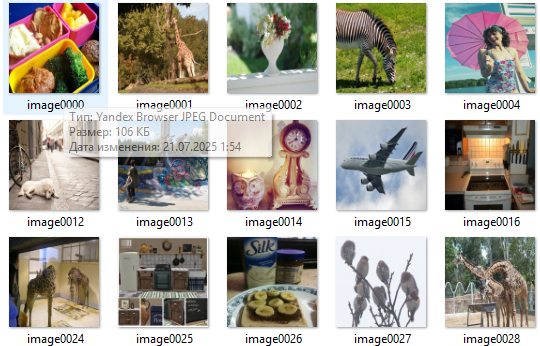 image0000
image0001
image0002
image0003
image0004
Тип: Yandex Browser JPEG Document
Размер: 106 КБ
Дата изменения: 21.07.2025 1:54
image0012
image0013
image0014
image0015
image0016
Silk
image0024
image0025
image0026
image0027
image0028